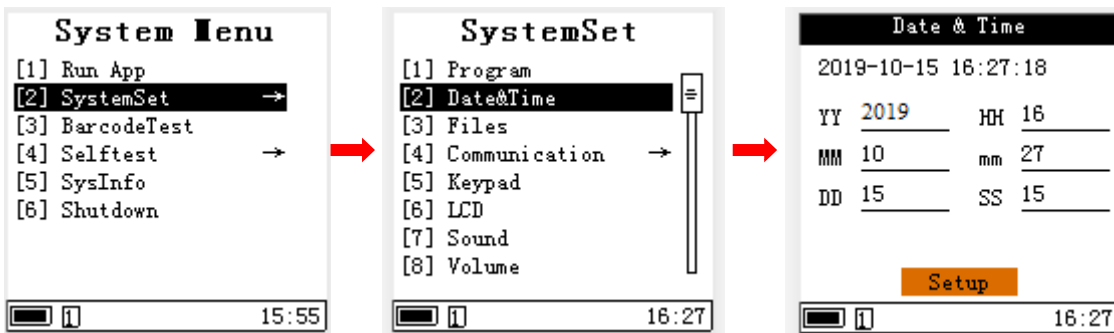 System Menu
[1] Run App
[2] SystemSet →
[3] BarcodeTest
[4] Selftest →
[5] SysInfo
[6] Shutdown
1 15:55
SystemSet
[1] Program
[2] Date&Time
[3] Files
[4] Communication →
[5] Keypad
[6] LCD
[7] Sound
[8] Volume
1 16:27
Date & Time
2019-10-15 16:27:18
YY 2019 HH 16
MM 10 mm 27
DD 15 SS 15
Setup
1 16:27